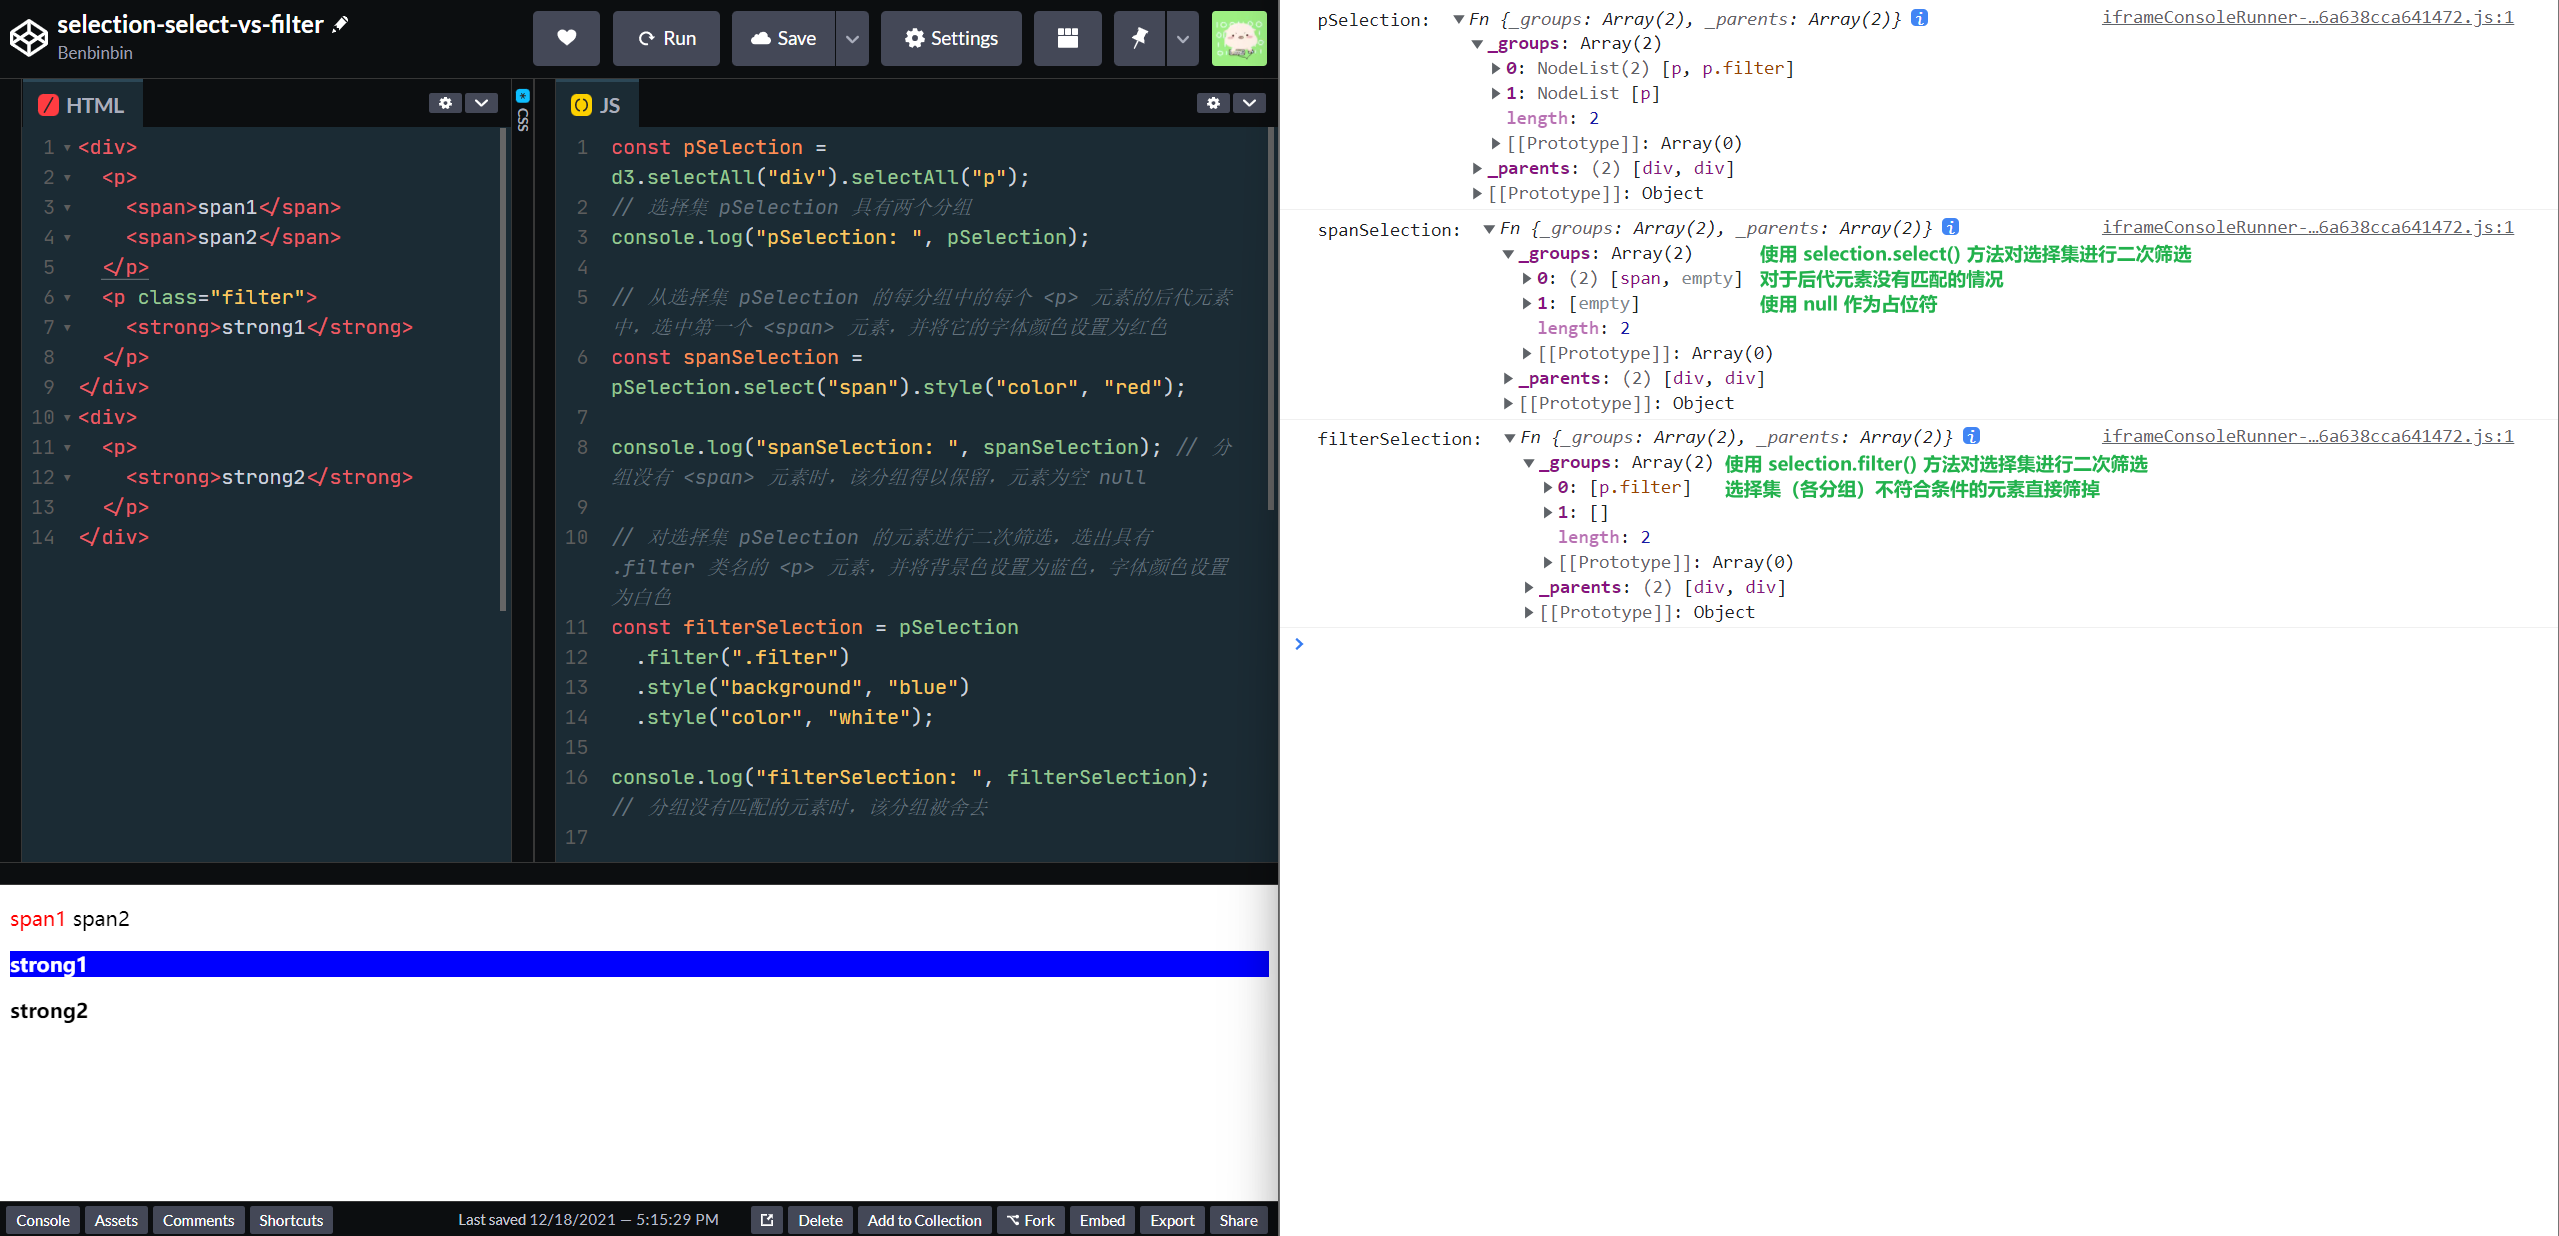 selection-select-vs-filter
Benbinbin
Run
Save
Settings
HTML
CSS
JS
1 <div>
2 <p>
3 <span>span1</span>
4 <span>span2</span>
5 </p>
6 <p class="filter">
7 <strong>strong1</strong>
8 </p>
9 </div>
10 <div>
11 <p>
12 <strong>strong2</strong>
13 </p>
14 </div>
1 const pSelection =
d3.selectAll("div").selectAll("p");
2 // 选择集 pSelection 具有两个分组
3 console.log("pSelection: ", pSelection);
4
5 // 从选择集 pSelection 的每分组中的每个 <p> 元素的后代元素
中，选中第一个 <span> 元素，并将它的字体颜色设置为红色
6 const spanSelection =
pSelection.select("span").style("color", "red");
7
8 console.log("spanSelection: ", spanSelection); // 分
组没有 <span> 元素时，该分组得以保留，元素为空 null
9
10 // 对选择集 pSelection 的元素进行二次筛选，选出具有
.filter 类名的 <p> 元素，并将背景色设置为蓝色，字体颜色设置
为白色
11 const filterSelection = pSelection
12 .filter(".filter")
13 .style("background", "blue")
14 .style("color", "white");
15
16 console.log("filterSelection: ", filterSelection);
// 分组没有匹配的元素时，该分组被舍去
17
span1 span2
strong1
strong2
Console
Assets
Comments
Shortcuts
Last saved 12/18/2021 — 5:15:29 PM
Delete
Add to Collection
Fork
Embed
Export
Share
pSelection: Fn {_groups: Array(2), _parents: Array(2)} i iframeConsoleRunner-…6a638cca641472.js:1
_groups: Array(2)
0: NodeList(2) [p, p.filter]
1: NodeList [p]
length: 2
[[Prototype]]: Array(0)
_parents: (2) [div, div]
[[Prototype]]: Object
spanSelection: Fn {_groups: Array(2), _parents: Array(2)} i iframeConsoleRunner-…6a638cca641472.js:1
_groups: Array(2) 使用 selection.select() 方法对选择集进行二次筛选
0: (2) [span, empty] 对于后代元素没有匹配的情况
1: [empty] 使用 null 作为占位符
length: 2
[[Prototype]]: Array(0)
_parents: (2) [div, div]
[[Prototype]]: Object
filterSelection: Fn {_groups: Array(2), _parents: Array(2)} i iframeConsoleRunner-…6a638cca641472.js:1
_groups: Array(2) 使用 selection.filter() 方法对选择集进行二次筛选
0: [p.filter] 选择集（各分组）不符合条件的元素直接筛掉
1: []
length: 2
[[Prototype]]: Array(0)
_parents: (2) [div, div]
[[Prototype]]: Object